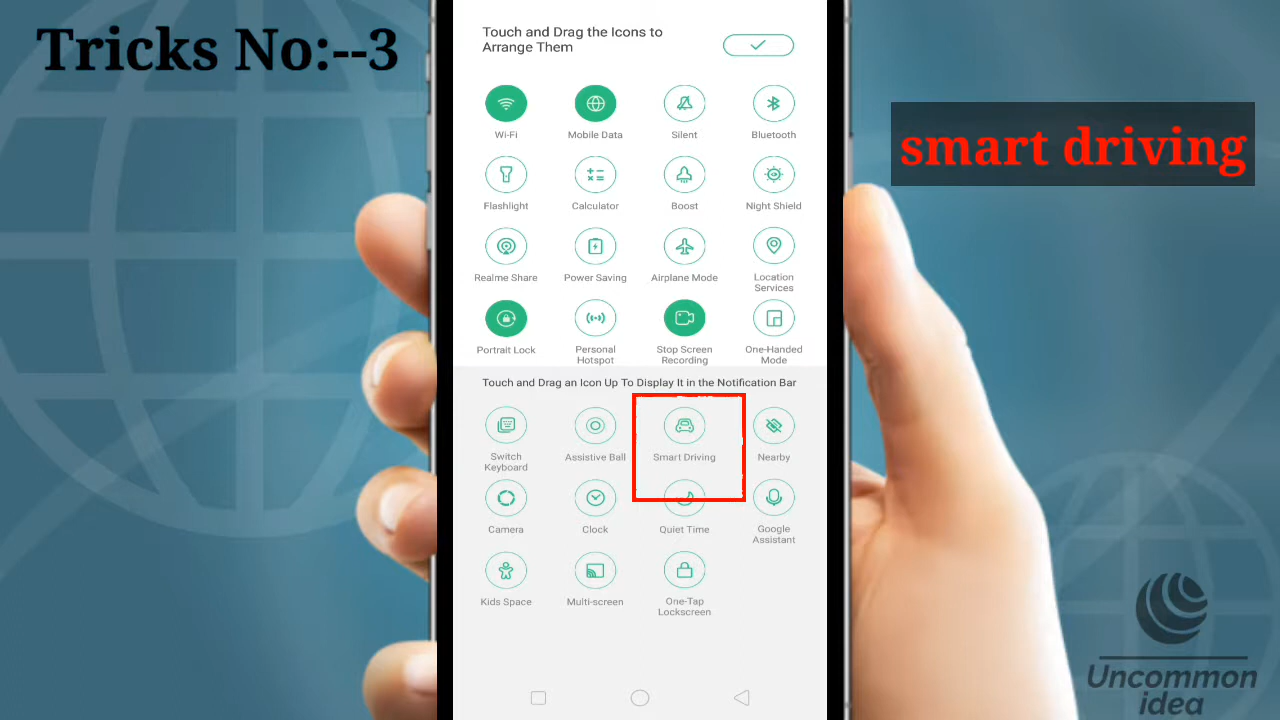 Tricks No:--3
smart driving
Touch and Drag the Icons to
Arrange Them
Wi-Fi
Mobile Data
Silent
Bluetooth
Flashlight
Calculator
Boost
Night Shield
Realme Share
Power Saving
Airplane Mode
Location
Services
Portrait Lock
Personal
Hotspot
Stop Screen
Recording
One-Handed
Mode
Touch and Drag an Icon Up To Display It in the Notification Bar
Switch
Keyboard
Assistive Ball
Smart Driving
Nearby
Camera
Clock
Quiet Time
Google
Assistant
Kids Space
Multi-screen
One-Tap
Lockscreen
Uncommon
idea